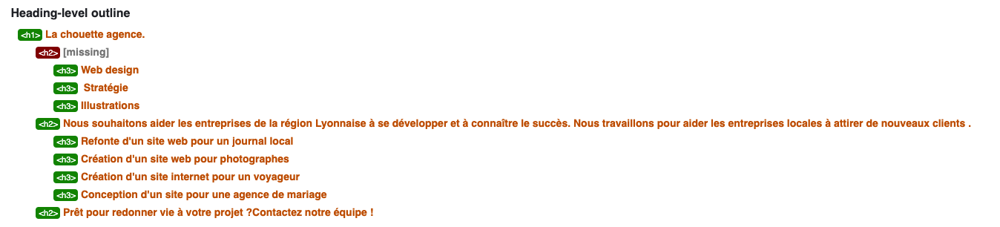 Heading-level outline
<h1> La chouette agence.
<h2> [missing]
<h3> Web design
<h3> Stratégie
<h3> Illustrations
<h2> Nous souhaitons aider les entreprises de la région Lyonnaise à se développer et à connaître le succès. Nous travaillons pour aider les entreprises locales à attirer de nouveaux clients .
<h3> Refonte d'un site web pour un journal local
<h3> Création d'un site web pour photographes
<h3> Création d'un site internet pour un voyageur
<h3> Conception d'un site pour une agence de mariage
<h2> Prêt pour redonner vie à votre projet ?Contactez notre équipe !